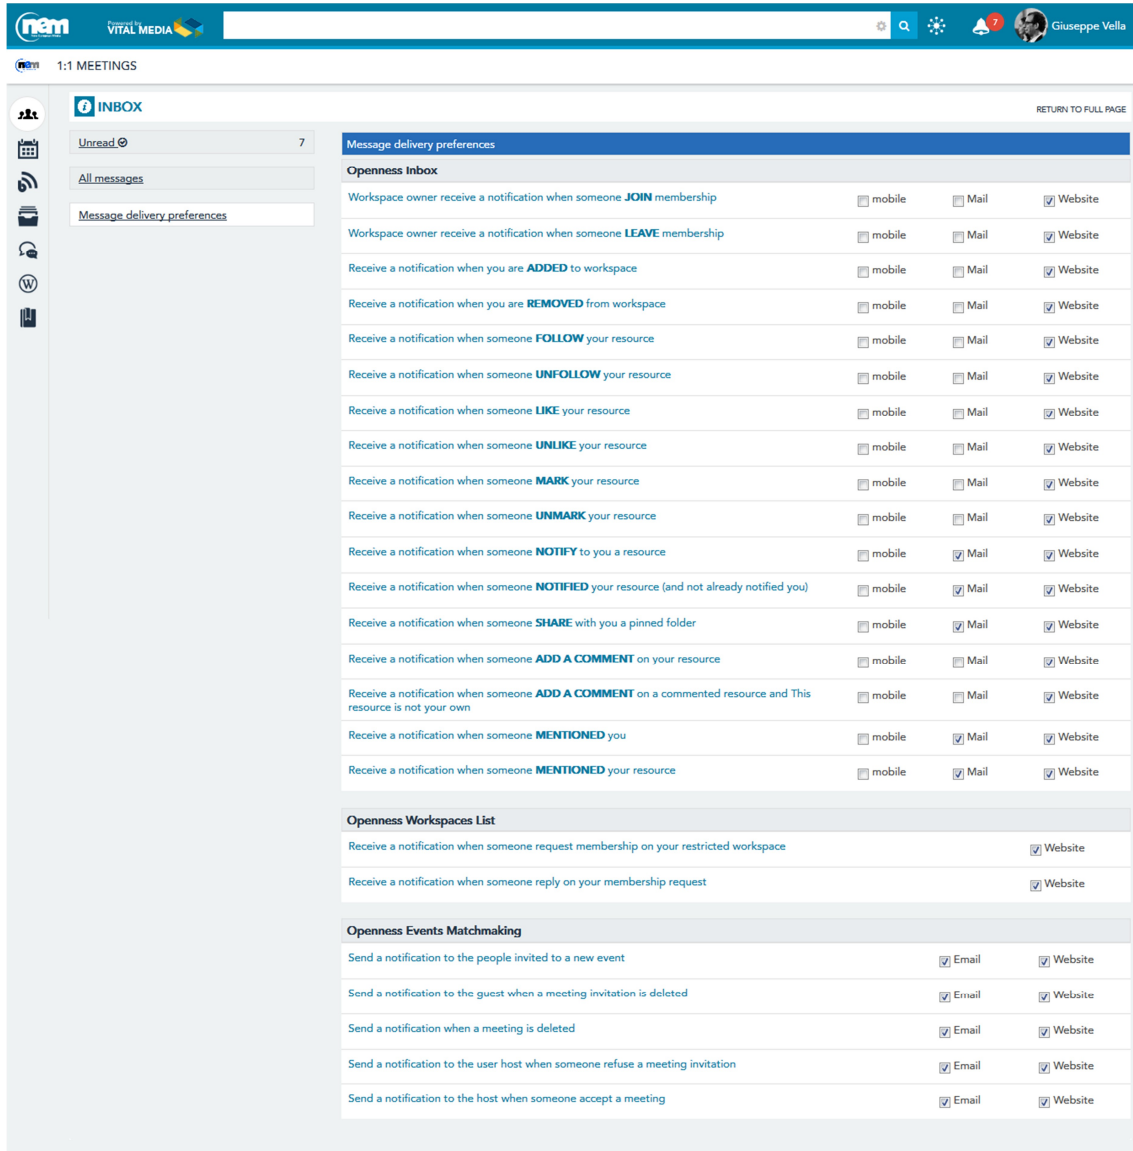 nem Powered by
VITAL MEDIA 7 Giuseppe Vella
nem 1:1 MEETINGS
i INBOX RETURN TO FULL PAGE
Unread 7
All messages
Message delivery preferences
Message delivery preferences
Openness Inbox
Workspace owner receive a notification when someone JOIN membership mobile Mail Website
Workspace owner receive a notification when someone LEAVE membership mobile Mail Website
Receive a notification when you are ADDED to workspace mobile Mail Website
Receive a notification when you are REMOVED from workspace mobile Mail Website
Receive a notification when someone FOLLOW your resource mobile Mail Website
Receive a notification when someone UNFOLLOW your resource mobile Mail Website
Receive a notification when someone LIKE your resource mobile Mail Website
Receive a notification when someone UNLIKE your resource mobile Mail Website
Receive a notification when someone MARK your resource mobile Mail Website
Receive a notification when someone UNMARK your resource mobile Mail Website
Receive a notification when someone NOTIFY to you a resource mobile Mail Website
Receive a notification when someone NOTIFIED your resource (and not already notified you) mobile Mail Website
Receive a notification when someone SHARE with you a pinned folder mobile Mail Website
Receive a notification when someone ADD A COMMENT on your resource mobile Mail Website
Receive a notification when someone ADD A COMMENT on a commented resource and This mobile Mail Website
resource is not your own
Receive a notification when someone MENTIONED you mobile Mail Website
Receive a notification when someone MENTIONED your resource mobile Mail Website
Openness Workspaces List
Receive a notification when someone request membership on your restricted workspace Website
Receive a notification when someone reply on your membership request Website
Openness Events Matchmaking
Send a notification to the people invited to a new event Email Website
Send a notification to the guest when a meeting invitation is deleted Email Website
Send a notification when a meeting is deleted Email Website
Send a notification to the user host when someone refuse a meeting invitation Email Website
Send a notification to the host when someone accept a meeting Email Website